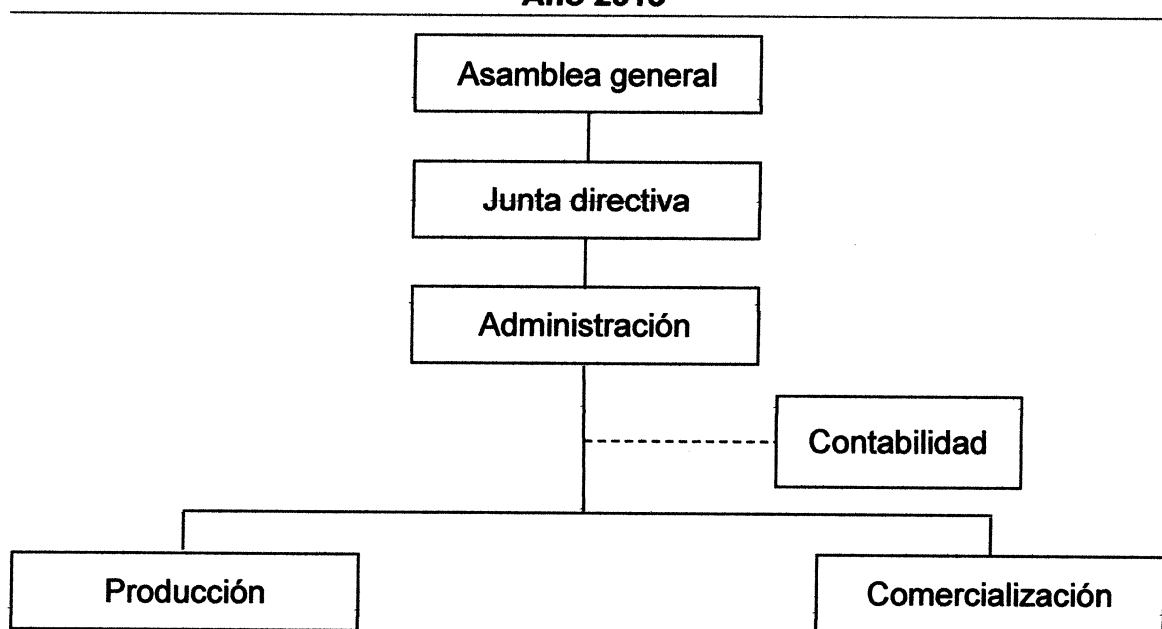 Asamblea general
Junta directiva
Administración
Contabilidad
Producción
Comercialización